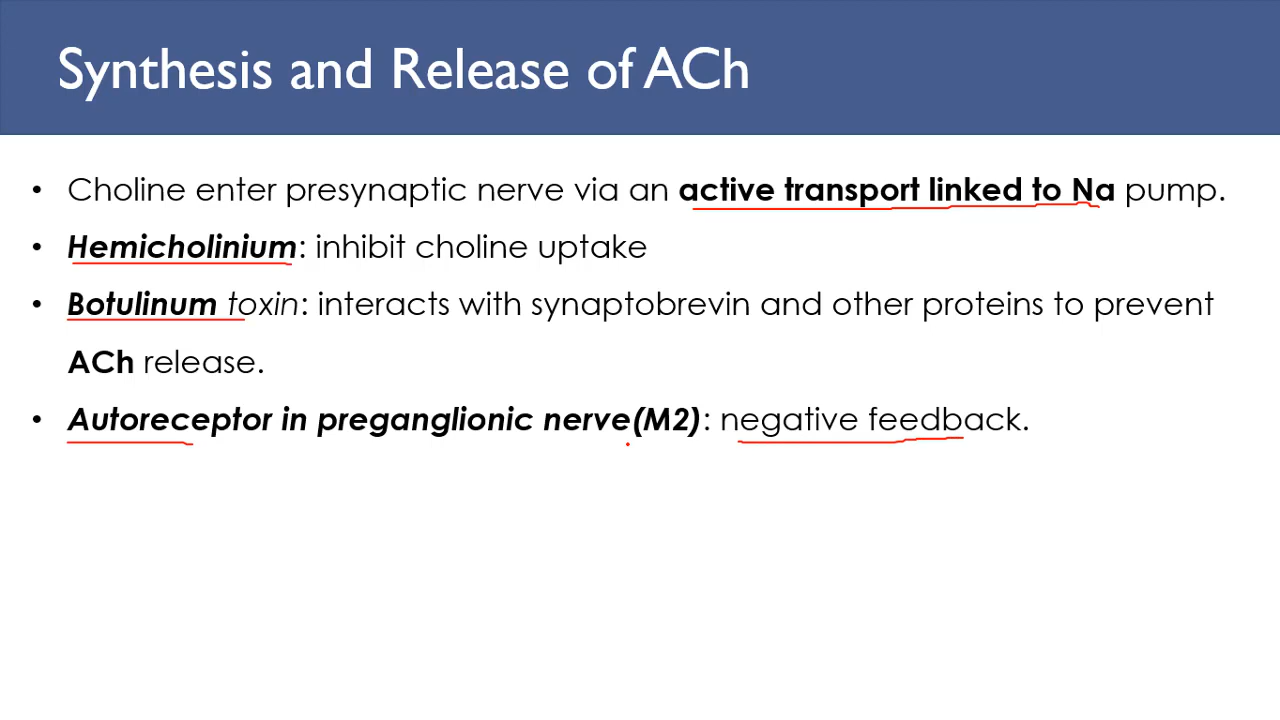 Synthesis and Release of ACh
• Choline enter presynaptic nerve via an active transport linked to Na pump.
• Hemicholinium: inhibit choline uptake
• Botulinum toxin: interacts with synaptobrevin and other proteins to prevent
ACh release.
• Autoreceptor in preganglionic nerve(M2): negative feedback.